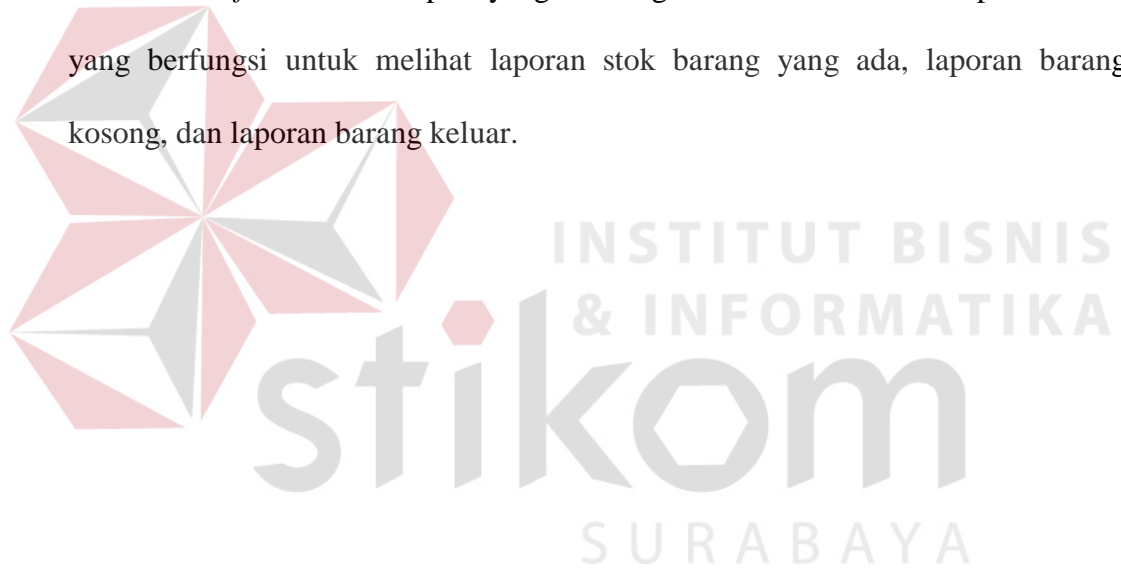 yang berfungsi untuk melihat laporan stok barang yang ada, laporan barang
kosong, dan laporan barang keluar.
INSTITUT BISNIS
& INFORMATIKA
stikom
SURABAYA